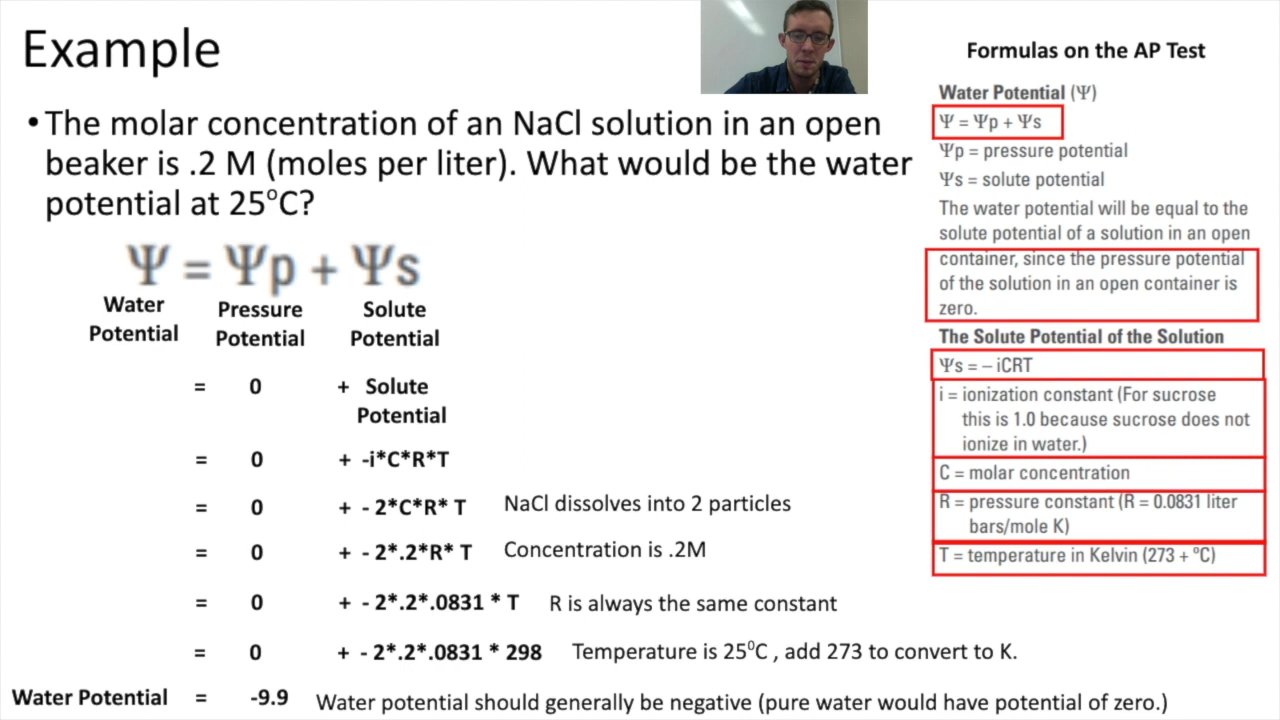 Example
• The molar concentration of an NaCl solution in an open
beaker is .2 M (moles per liter). What would be the water
potential at 25⁰C?
Ψ = Ψp + Ψs
Water
Potential
Pressure
Potential
Solute
Potential
= 0 + Solute
Potential
= 0 + -i*C*R*T
= 0 + - 2*C*R* T NaCl dissolves into 2 particles
= 0 + - 2*.2*R* T Concentration is .2M
= 0 + - 2*.2*.0831 * T R is always the same constant
= 0 + - 2*.2*.0831 * 298 Temperature is 25⁰C , add 273 to convert to K.
Water Potential = -9.9 Water potential should generally be negative (pure water would have potential of zero.)
Formulas on the AP Test
Water Potential (Ψ)
Ψ = Ψp + Ψs
Ψp = pressure potential
Ψs = solute potential
The water potential will be equal to the
solute potential of a solution in an open
container, since the pressure potential
of the solution in an open container is
zero.
The Solute Potential of the Solution
Ψs = – iCRT
i = ionization constant (For sucrose
this is 1.0 because sucrose does not
ionize in water.)
C = molar concentration
R = pressure constant (R = 0.0831 liter
bars/mole K)
T = temperature in Kelvin (273 + ⁰C)